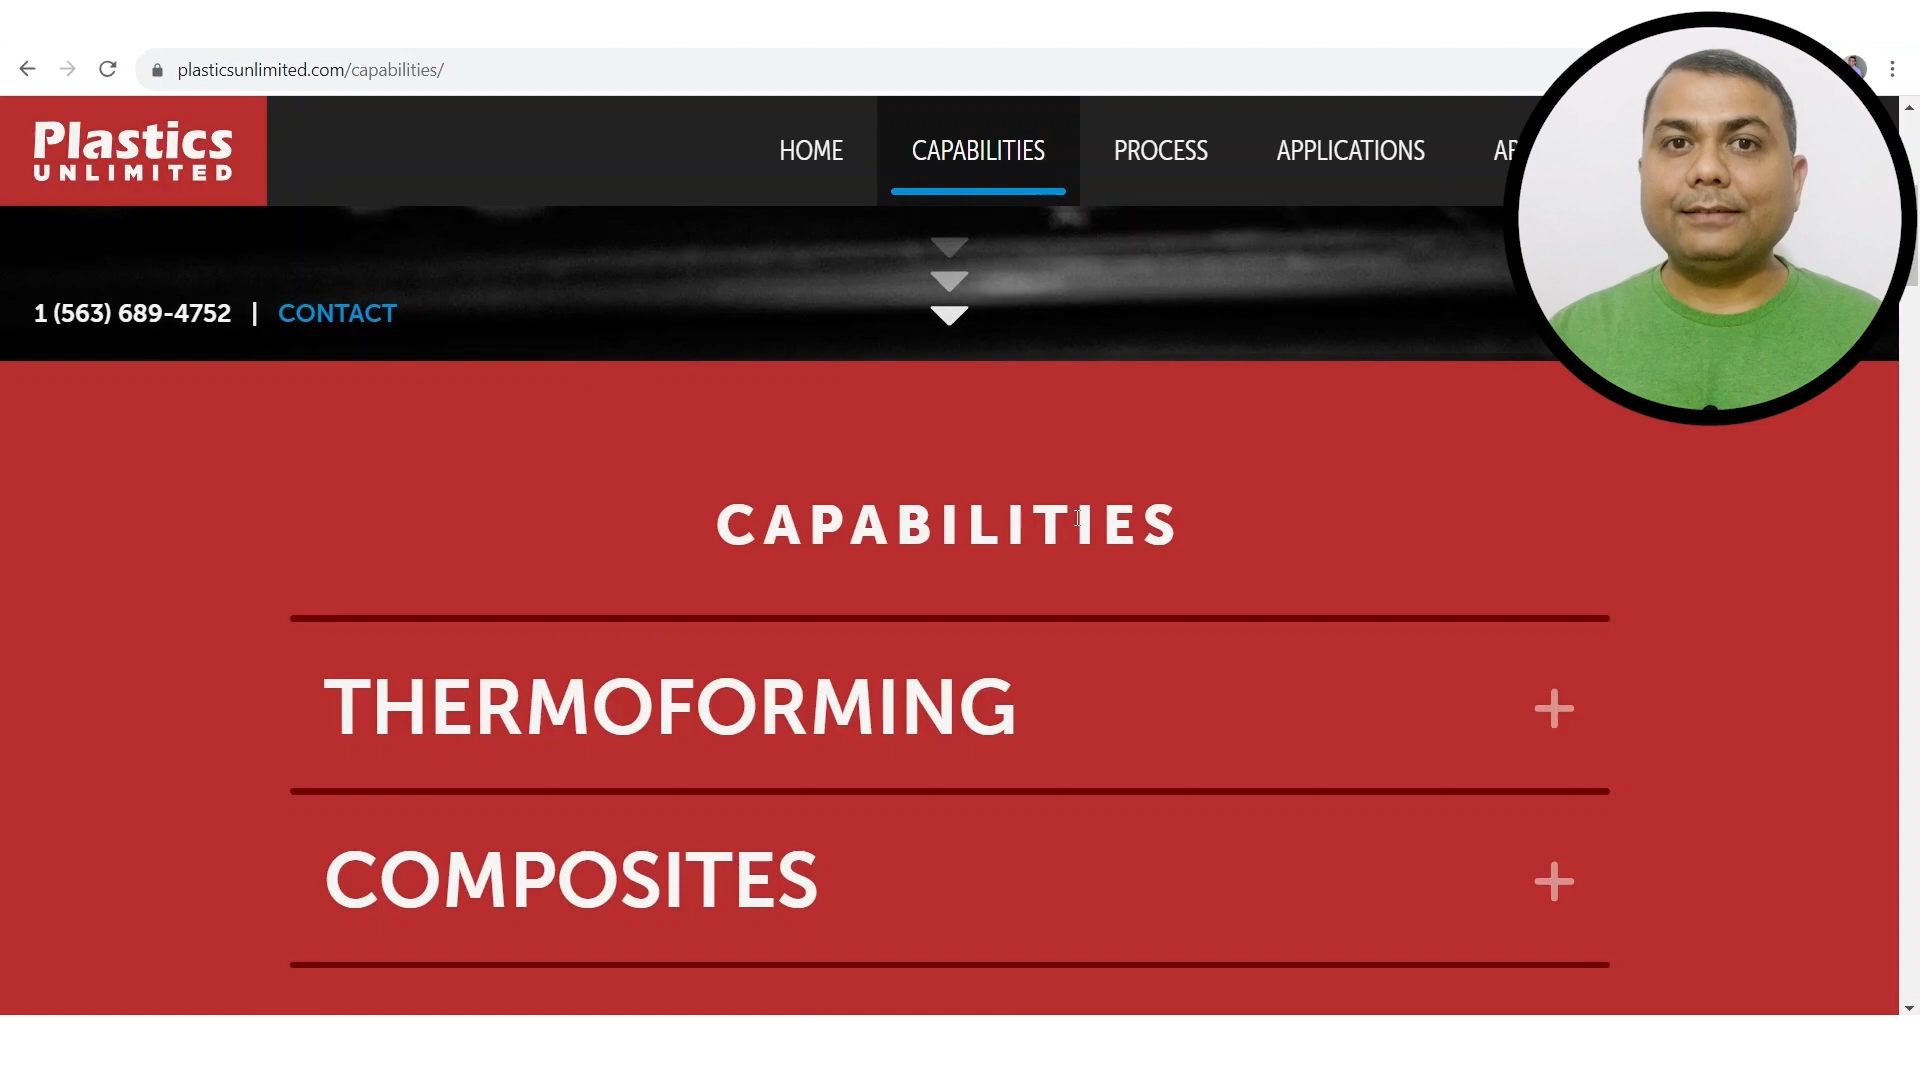 plasticsunlimited.com/capabilities/
Plastics
UNLIMITED
HOME CAPABILITIES PROCESS APPLICATIONS
1 (563) 689-4752 | CONTACT
CAPABILITIES
THERMOFORMING +
COMPOSITES +